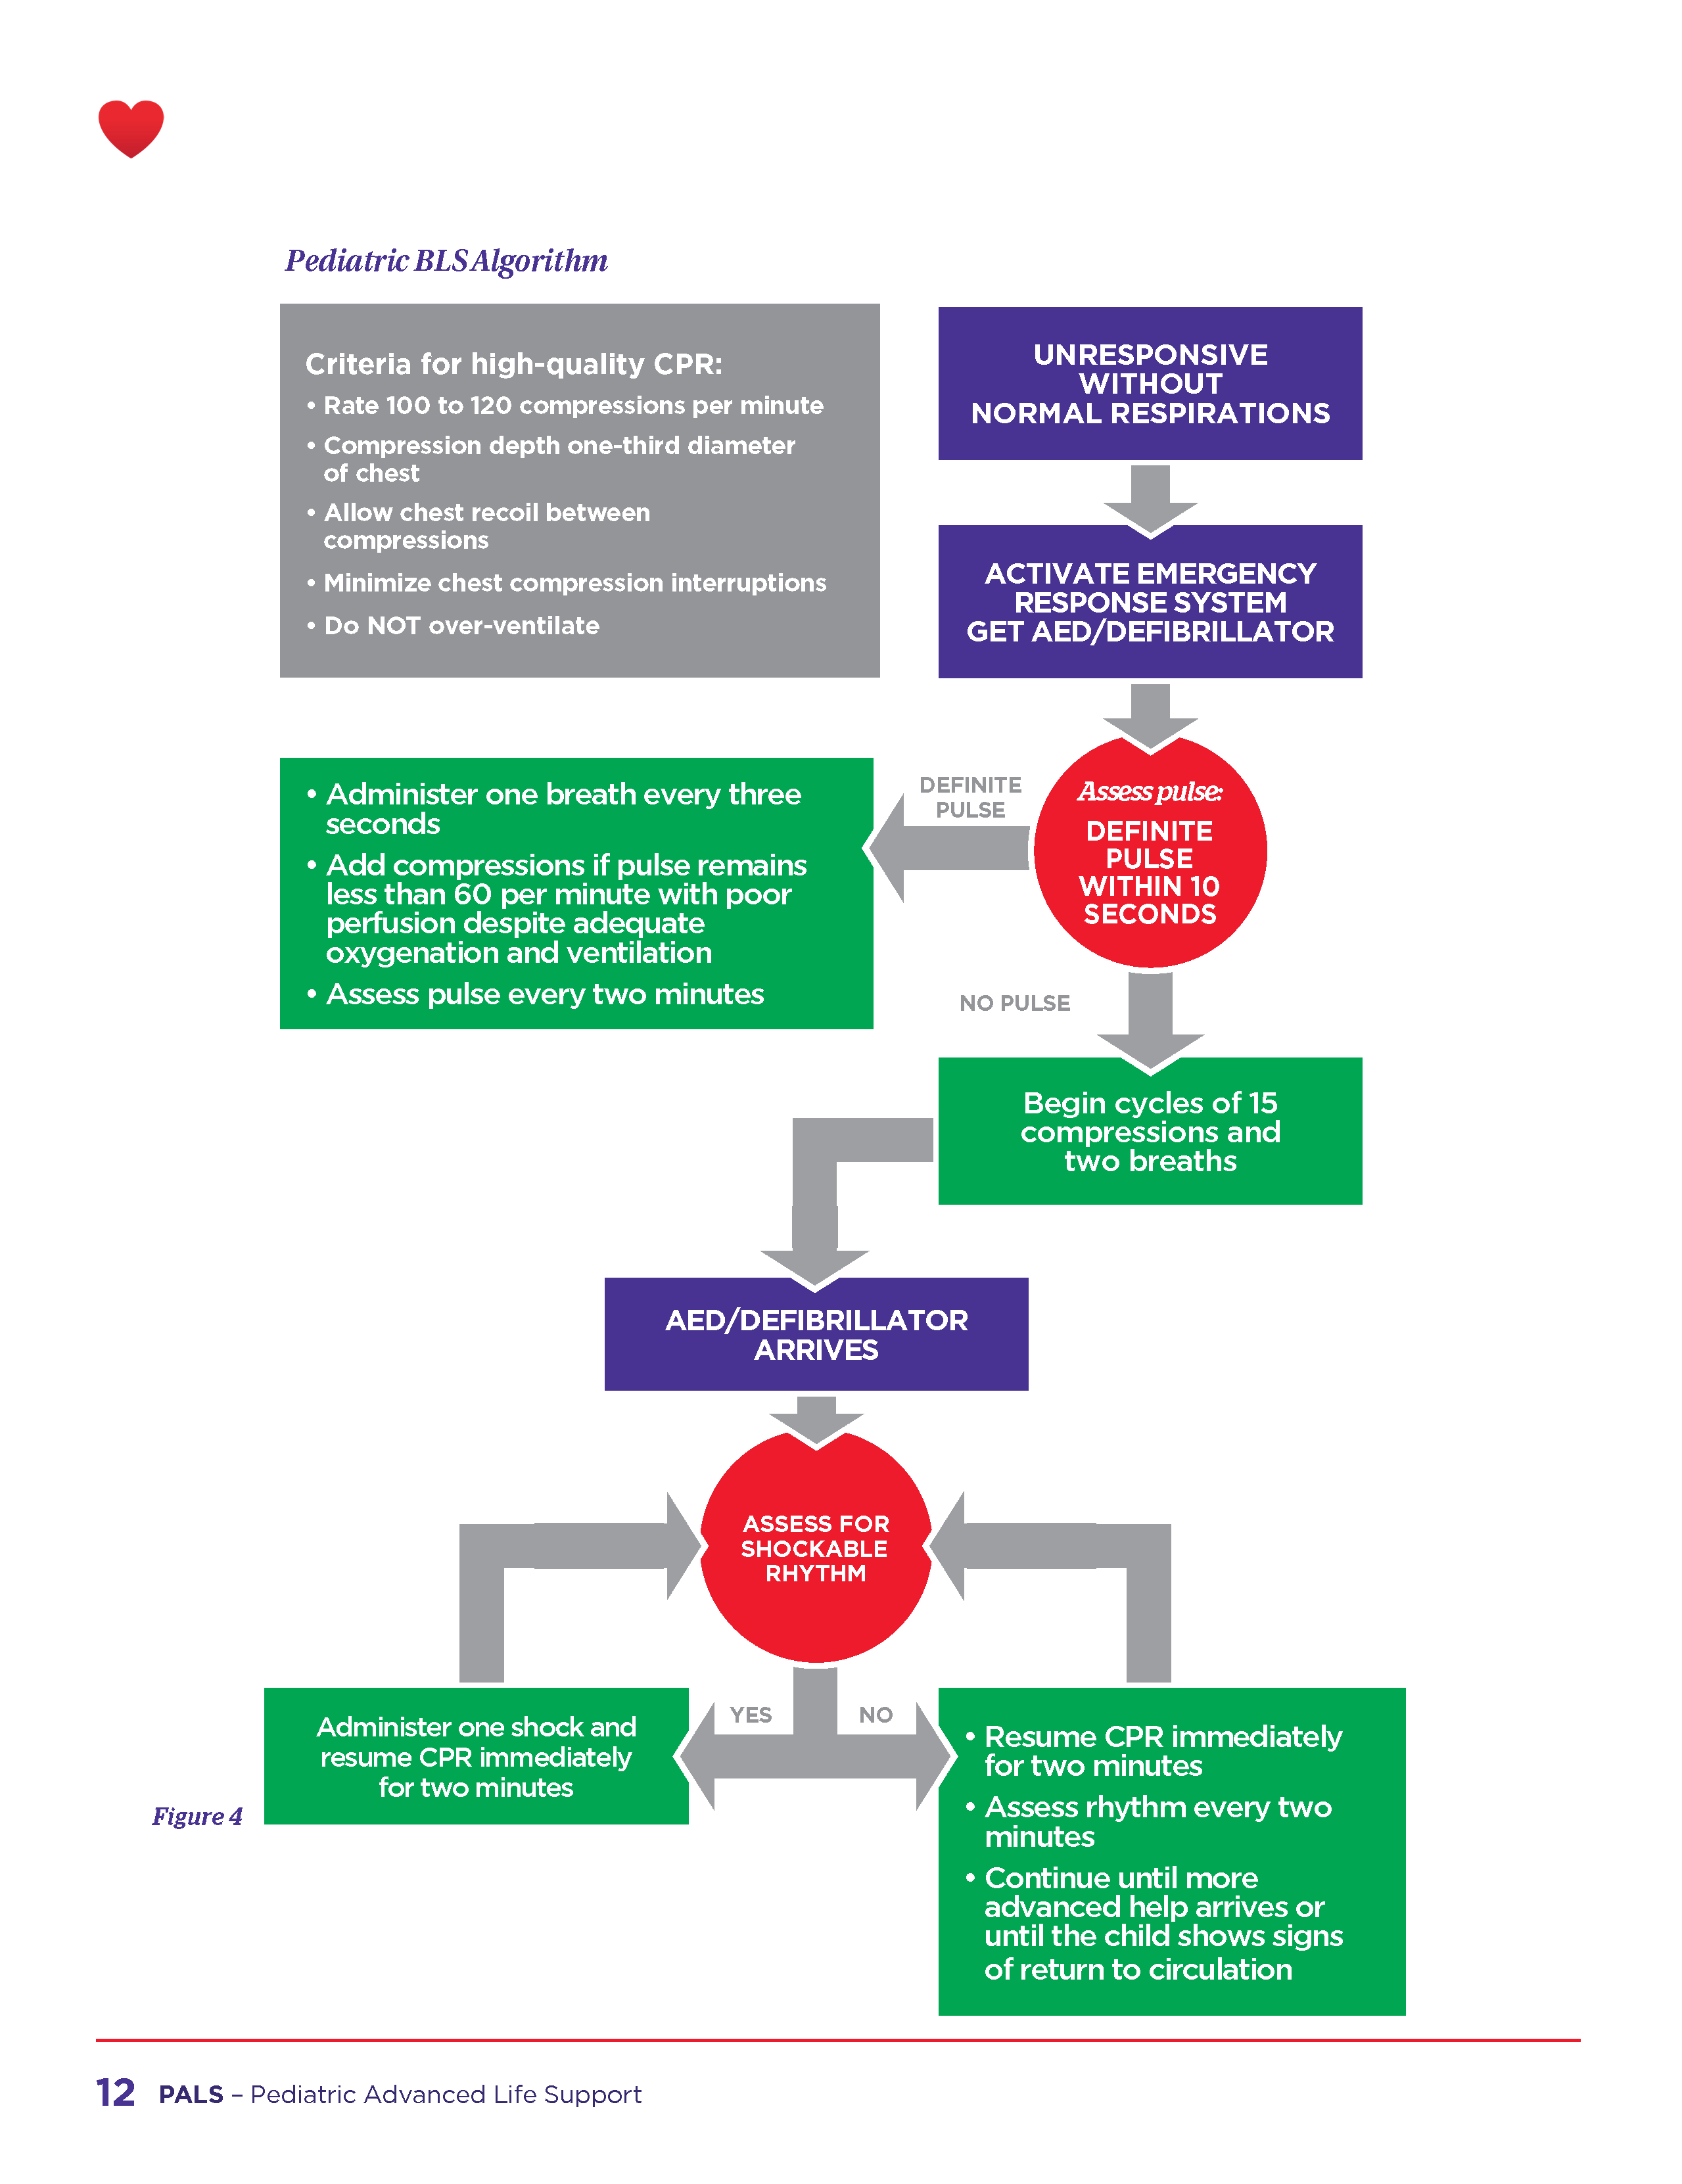 Pediatric BLS Algorithm
Criteria for high-quality CPR:
• Rate 100 to 120 compressions per minute
• Compression depth one-third diameter
of chest
• Allow chest recoil between
compressions
• Minimize chest compression interruptions
• Do NOT over-ventilate
UNRESPONSIVE
WITHOUT
NORMAL RESPIRATIONS
ACTIVATE EMERGENCY
RESPONSE SYSTEM
GET AED/DEFIBRILLATOR
Assess pulse:
DEFINITE
PULSE
WITHIN 10
SECONDS
DEFINITE
PULSE
• Administer one breath every three
seconds
• Add compressions if pulse remains
less than 60 per minute with poor
perfusion despite adequate
oxygenation and ventilation
• Assess pulse every two minutes
NO PULSE
Begin cycles of 15
compressions and
two breaths
AED/DEFIBRILLATOR
ARRIVES
ASSESS FOR
SHOCKABLE
RHYTHM
YES
NO
Administer one shock and
resume CPR immediately
for two minutes
• Resume CPR immediately
for two minutes
• Assess rhythm every two
minutes
• Continue until more
advanced help arrives or
until the child shows signs
of return to circulation
Figure 4
12 PALS – Pediatric Advanced Life Support